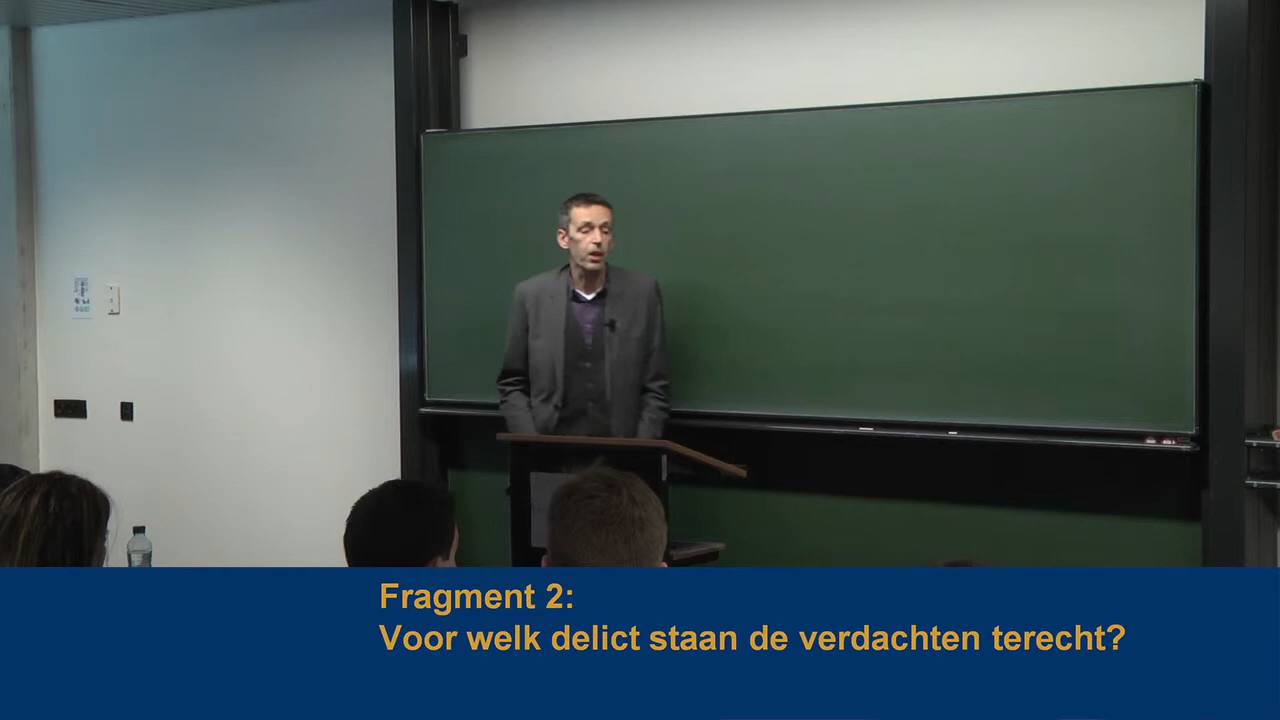 Fragment 2:
Voor welk delict staan de verdachten terecht?